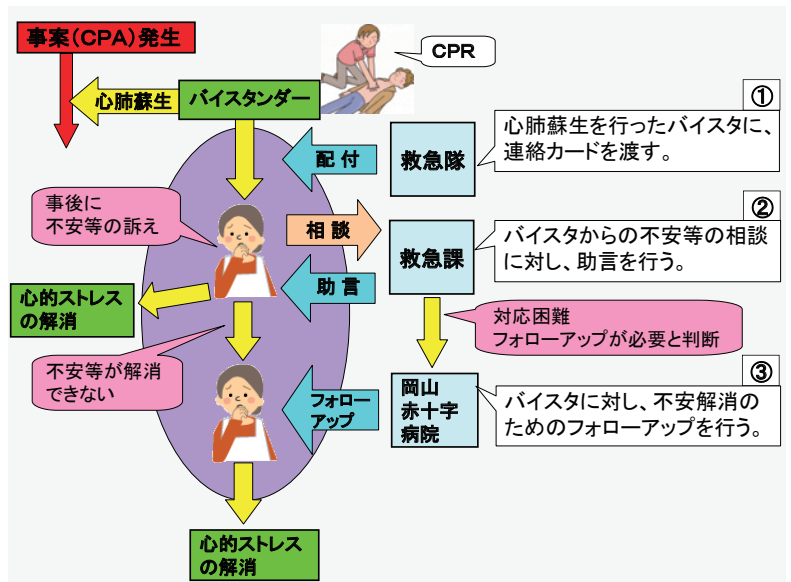 事案(CPA)発生
CPR
心肺蘇生
バイスタンダー
①
心肺蘇生を行ったバイスタに、
連絡カードを渡す。
配付
救急隊
事後に
不安等の訴え
相 談
②
バイスタからの不安等の相談
に対し、助言を行う。
救急課
助 言
心的ストレス
の解消
対応困難
フォローアップが必要と判断
不安等が解消
できない
③
フォロー
アップ
岡山
赤十字
病院
バイスタに対し、不安解消の
ためのフォローアップを行う。
心的ストレス
の解消